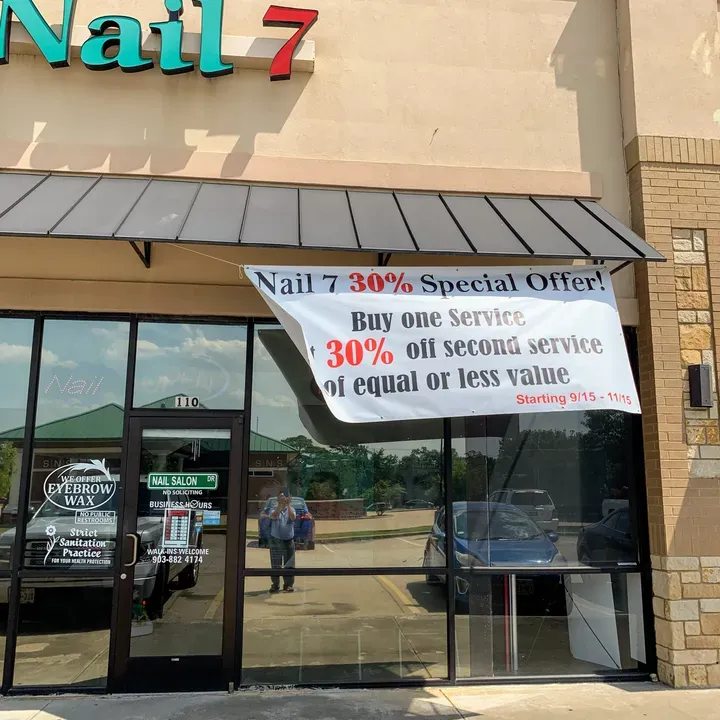 Nail 7
Nail 7 30% Special Offer!
Buy one Service
30% off second service
of equal or less value
Starting 9/15 - 11/15
Nail
110
WE OFFER
EYEBROW
WAX
NO PUBLIC
RESTROOMS
Strict
Sanitation
Practice
FOR YOUR HEALTH PROTECTION
NAIL SALON DR
NO SOLICITING
BUSINESS HOURS
WALK-INS WELCOME
903-882 4174